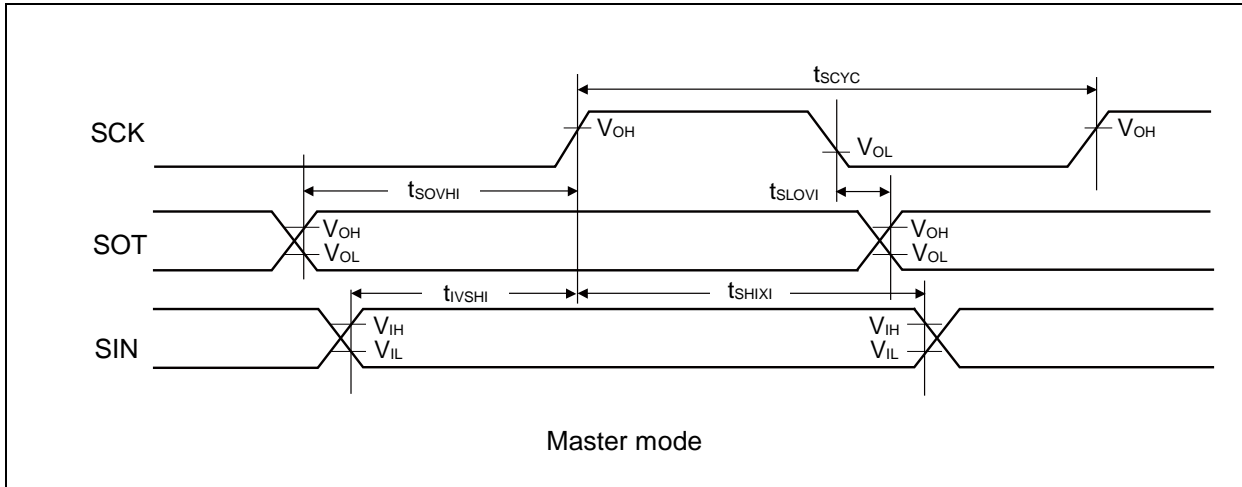 tSCYC
SCK
VOH
VOL
VOH
tSOVHI
tSLOVI
SOT
VOH
VOL
VOH
VOL
tIVSHI
tSHIXI
SIN
VIH
VIL
VIH
VIL
Master mode